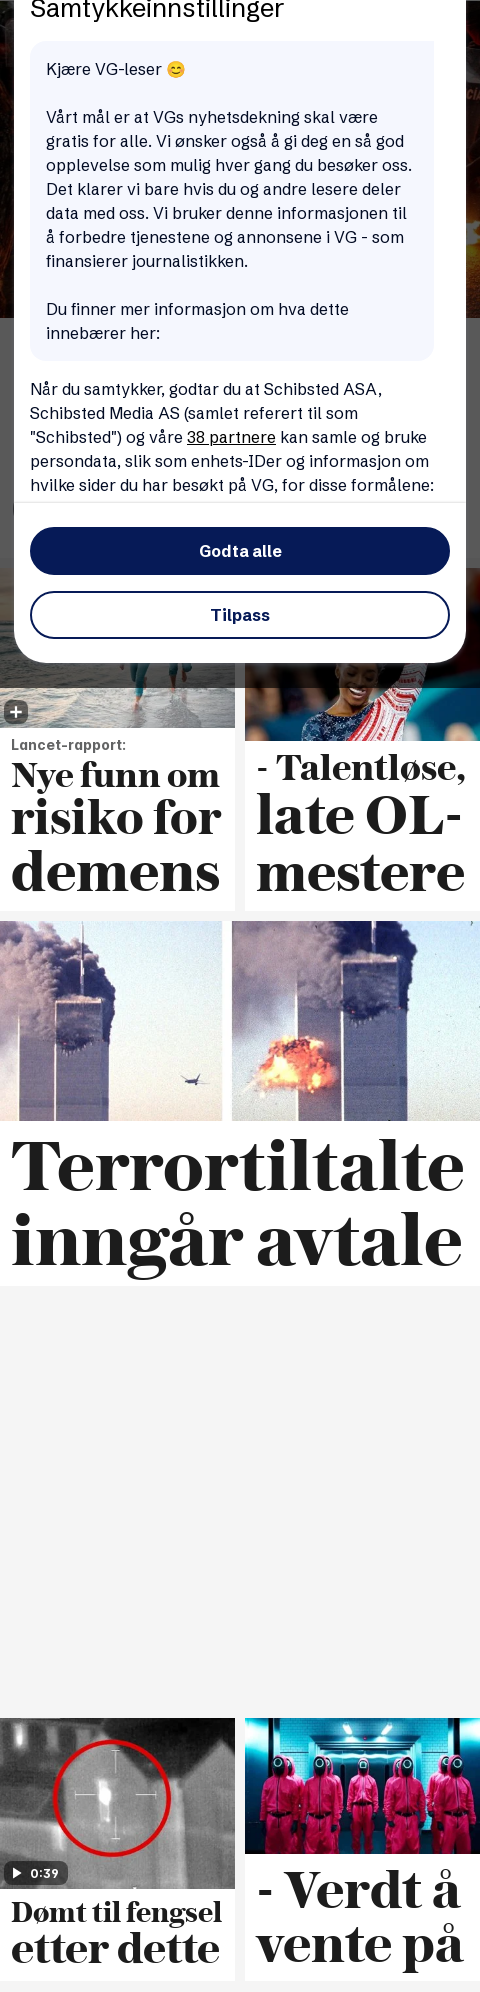 Samtykkeinnstillinger
Kjære VG-leser 😊
Vårt mål er at VGs nyhetsdekning skal være
gratis for alle. Vi ønsker også å gi deg en så god
opplevelse som mulig hver gang du besøker oss.
Det klarer vi bare hvis du og andre lesere deler
data med oss. Vi bruker denne informasjonen til
å forbedre tjenestene og annonsene i VG - som
finansierer journalistikken.
Du finner mer informasjon om hva dette
innebærer her:
Når du samtykker, godtar du at Schibsted ASA,
Schibsted Media AS (samlet referert til som
"Schibsted") og våre 38 partnere kan samle og bruke
persondata, slik som enhets-IDer og informasjon om
hvilke sider du har besøkt på VG, for disse formålene:
Godta alle
Tilpass
Lancet-rapport:
Nye funn om
risiko for
demens
- Talentløse,
late OL-
mestere
Terrortiltalte
inngår avtale
0:39
Dømt til fengsel
etter dette
- Verdt å
vente på